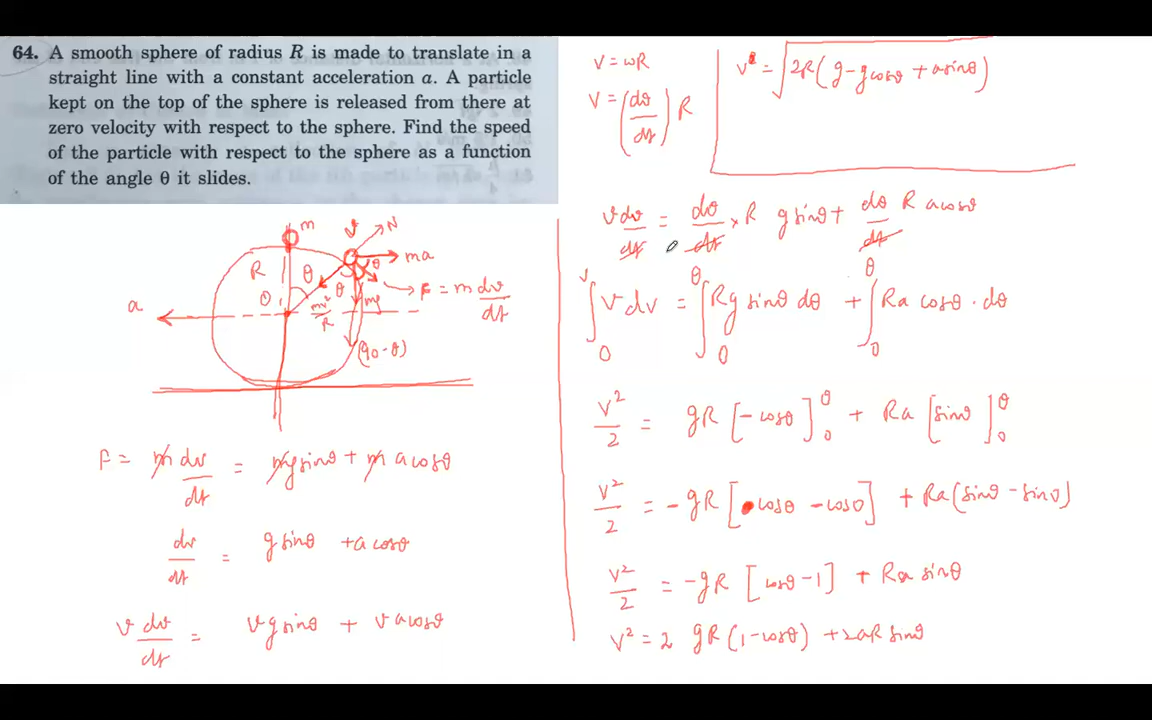 64. A smooth sphere of radius R is made to translate in a
straight line with a constant acceleration a. A particle
kept on the top of the sphere is released from there at
zero velocity with respect to the sphere. Find the speed
of the particle with respect to the sphere as a function
of the angle θ it slides.
m
V
N
ma
R
θ
θ
θ
F = m dv/dt
O
a
mv²/R
mg
(90-θ)
F = m dv/dt = mg sinθ + m a cosθ
dv/dt = g sinθ + a cosθ
v dv/dt = v g sinθ + v a cosθ
V = ωR
V = (dθ/dt) R
v = √2R(g - g cosθ + a sinθ)
v dv/dt = dθ/dt × R g sinθ + dθ/dt R a cosθ
∫₀ᵛ v dv = ∫₀^θ Rg sinθ dθ + ∫₀^θ Ra cosθ · dθ
V²/2 = gR [-cosθ]₀^θ + Ra [sinθ]₀^θ
V²/2 = -gR [cosθ - cos0] + Ra (sinθ - sin0)
V²/2 = -gR [cosθ - 1] + Ra sinθ
V² = 2 gR (1 - cosθ) + 2aR sinθ